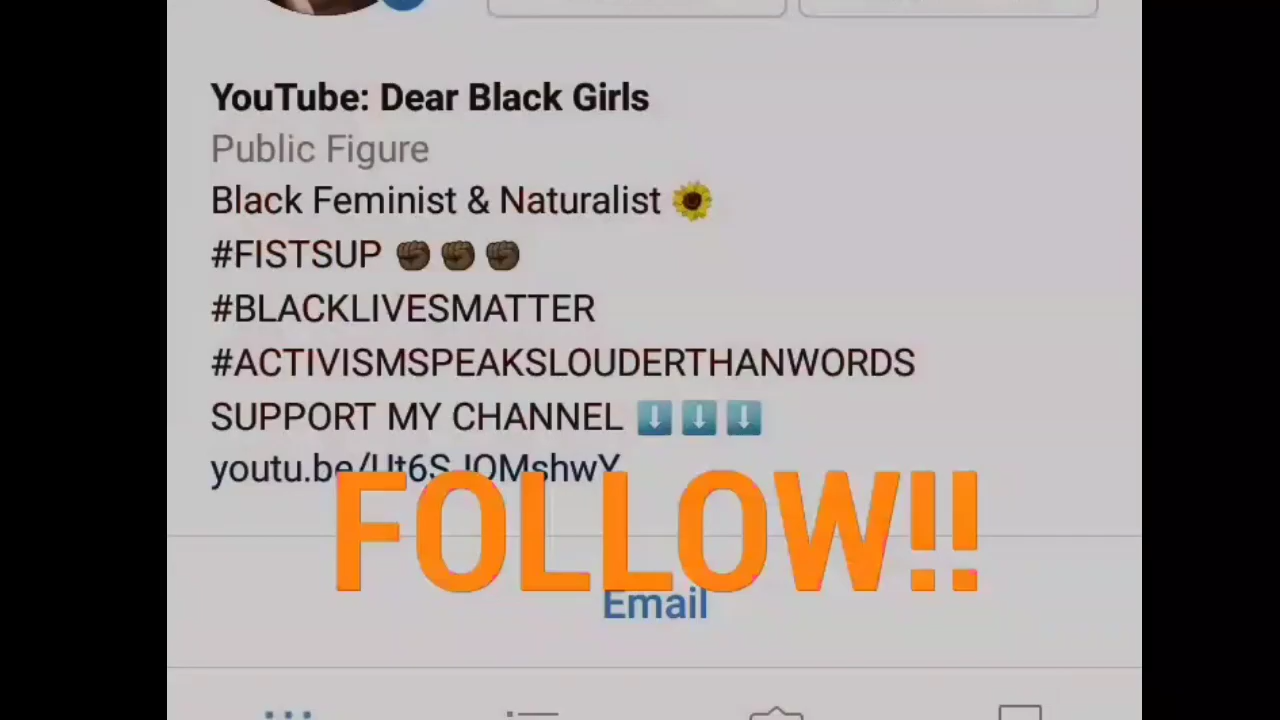 YouTube: Dear Black Girls
Public Figure
Black Feminist & Naturalist 🌻
#FISTSUP ✊🏾✊🏾✊🏾
#BLACKLIVESMATTER
#ACTIVISMSPEAKSLOUDERTHANWORDS
SUPPORT MY CHANNEL ⬇️⬇️⬇️
FOLLOW!!
Email